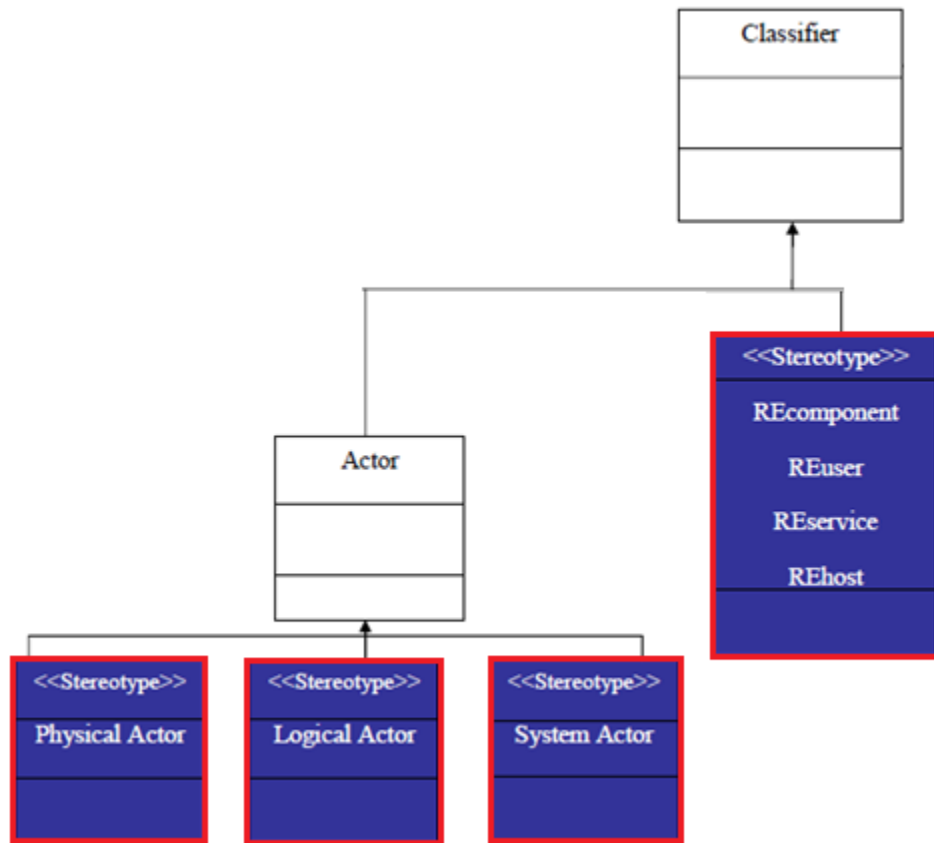 Classifier
<<Stereotype>>
REcomponent
REuser
REservice
REhost
Actor
<<Stereotype>>
Physical Actor
<<Stereotype>>
Logical Actor
<<Stereotype>>
System Actor